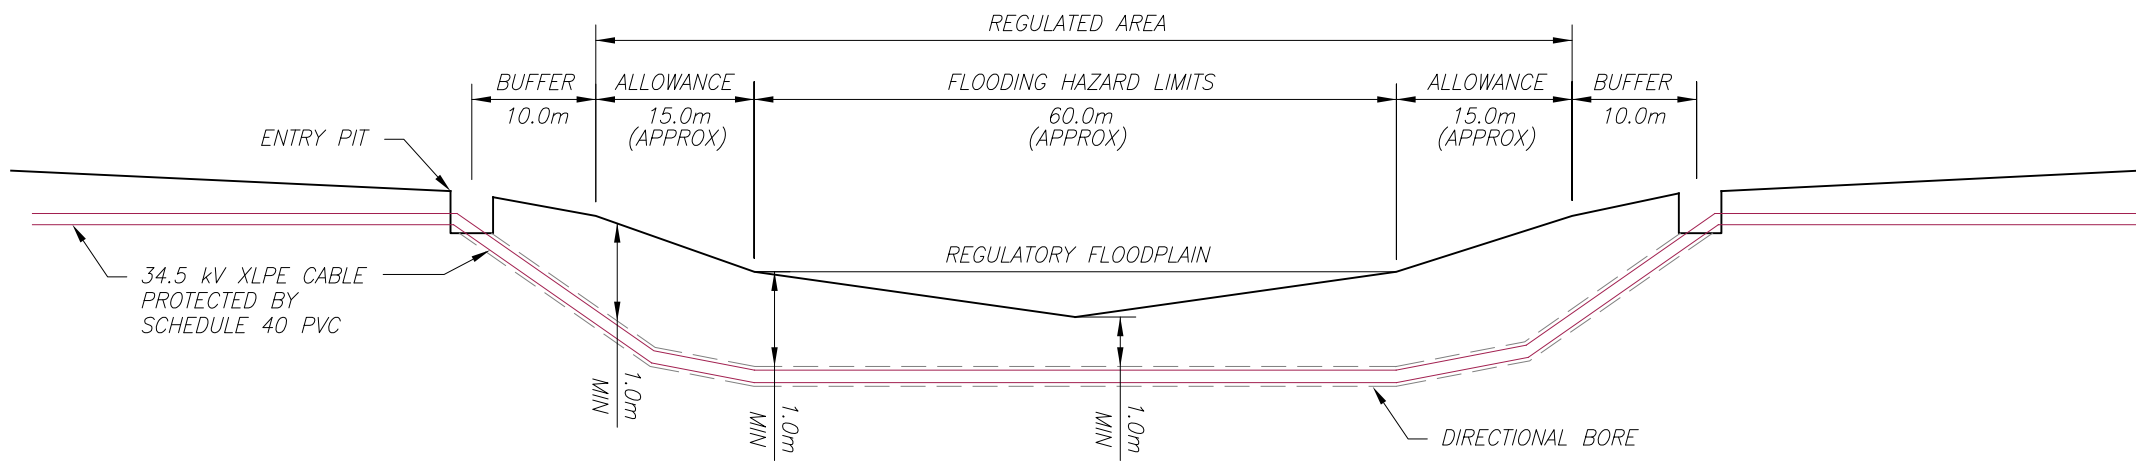 REGULATED AREA
BUFFER
10.0m
ALLOWANCE
15.0m
(APPROX)
FLOODING HAZARD LIMITS
60.0m
(APPROX)
ALLOWANCE
15.0m
(APPROX)
BUFFER
10.0m
ENTRY PIT
REGULATORY FLOODPLAIN
34.5 kV XLPE CABLE
PROTECTED BY
SCHEDULE 40 PVC
1.0m
MIN
1.0m
MIN
1.0m
MIN
DIRECTIONAL BORE